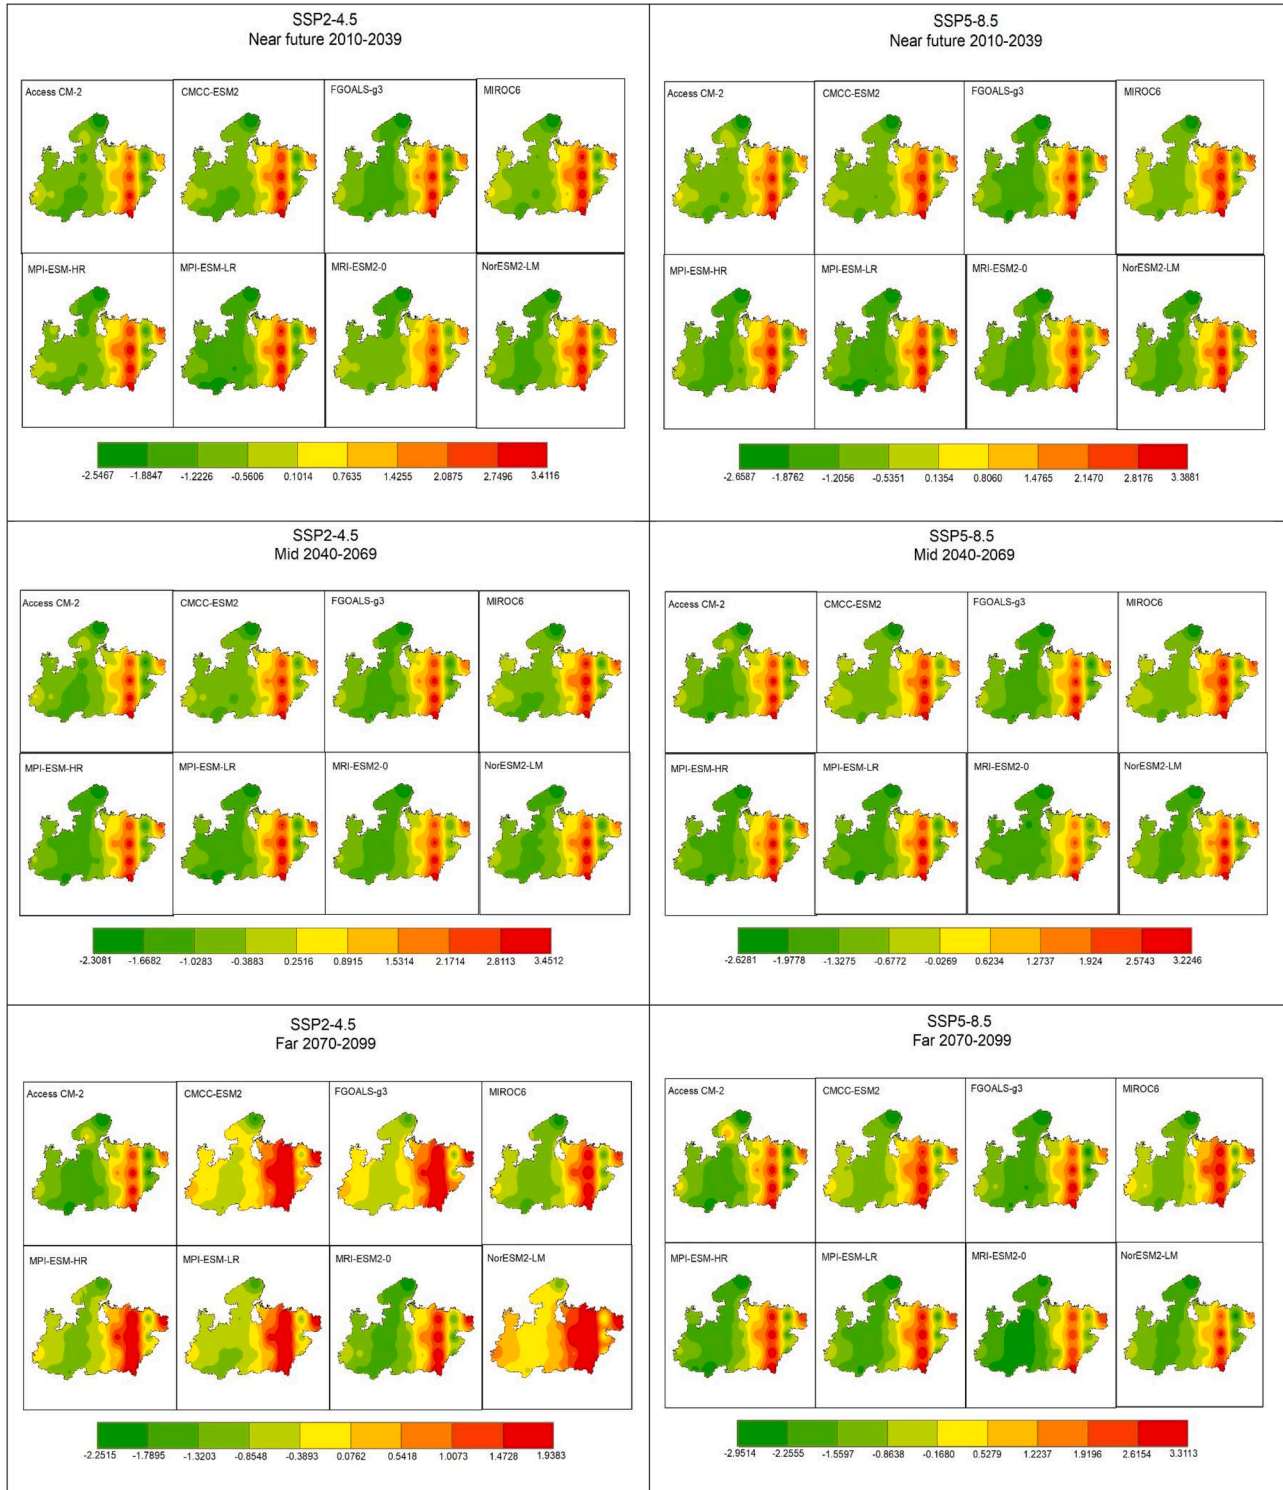 SSP2-4.5
Near future 2010-2039
Access CM-2
CMCC-ESM2
FGOALS-g3
MIROC6
MPI-ESM-HR
MPI-ESM-LR
MRI-ESM2-0
NorESM2-LM
-2.5467 -1.8847 -1.2226 -0.5606 0.1014 0.7635 1.4255 2.0875 2.7496 3.4116
SSP5-8.5
Near future 2010-2039
Access CM-2
CMCC-ESM2
FGOALS-g3
MIROC6
MPI-ESM-HR
MPI-ESM-LR
MRI-ESM2-0
NorESM2-LM
-2.6587 -1.8762 -1.2056 -0.5351 0.1354 0.8060 1.4765 2.1470 2.8176 3.3881
SSP2-4.5
Mid 2040-2069
Access CM-2
CMCC-ESM2
FGOALS-g3
MIROC6
MPI-ESM-HR
MPI-ESM-LR
MRI-ESM2-0
NorESM2-LM
-2.3081 -1.6682 -1.0283 -0.3883 0.2516 0.8915 1.5314 2.1714 2.8113 3.4512
SSP5-8.5
Mid 2040-2069
Access CM-2
CMCC-ESM2
FGOALS-g3
MIROC6
MPI-ESM-HR
MPI-ESM-LR
MRI-ESM2-0
NorESM2-LM
-2.6281 -1.9778 -1.3275 -0.6772 -0.0269 0.6234 1.2737 1.924 2.5743 3.2246
SSP2-4.5
Far 2070-2099
Access CM-2
CMCC-ESM2
FGOALS-g3
MIROC6
MPI-ESM-HR
MPI-ESM-LR
MRI-ESM2-0
NorESM2-LM
-2.2515 -1.7895 -1.3203 -0.8548 -0.3893 0.0762 0.5418 1.0073 1.4728 1.9383
SSP5-8.5
Far 2070-2099
Access CM-2
CMCC-ESM2
FGOALS-g3
MIROC6
MPI-ESM-HR
MPI-ESM-LR
MRI-ESM2-0
NorESM2-LM
-2.9514 -2.2555 -1.5597 -0.8638 -0.1680 0.5279 1.2237 1.9196 2.6154 3.3113